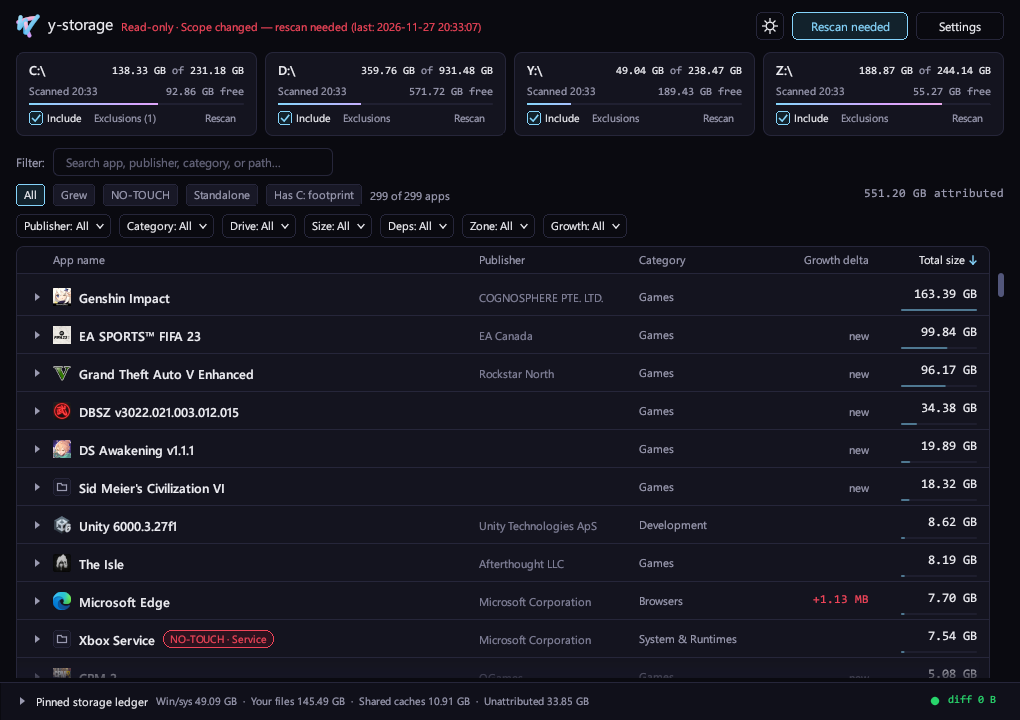 y-storage Read-only · Scope changed — rescan needed (last: 2026-11-27 20:33:07) Rescan needed Settings
C:\ 138.33 GB of 231.18 GB
Scanned 20:33 92.86 GB free
Include Exclusions (1) Rescan
D:\ 359.76 GB of 931.48 GB
Scanned 20:33 571.72 GB free
Include Exclusions Rescan
Y:\ 49.04 GB of 238.47 GB
Scanned 20:33 189.43 GB free
Include Exclusions Rescan
Z:\ 188.87 GB of 244.14 GB
Scanned 20:33 55.27 GB free
Include Exclusions Rescan
Filter: Search app, publisher, category, or path...
All Grew NO-TOUCH Standalone Has C: footprint 299 of 299 apps 551.20 GB attributed
Publisher: All Category: All Drive: All Size: All Deps: All Zone: All Growth: All
App name Publisher Category Growth delta Total size ↓
Genshin Impact COGNOSPHERE PTE. LTD. Games 163.39 GB
EA SPORTS™ FIFA 23 EA Canada Games new 99.84 GB
Grand Theft Auto V Enhanced Rockstar North Games new 96.17 GB
DBSZ v3022.021.003.012.015 Games new 34.38 GB
DS Awakening v1.1.1 Games new 19.89 GB
Sid Meier's Civilization VI Games new 18.32 GB
Unity 6000.3.27f1 Unity Technologies ApS Development 8.62 GB
The Isle Afterthought LLC Games 8.19 GB
Microsoft Edge Microsoft Corporation Browsers +1.13 MB 7.70 GB
Xbox Service NO-TOUCH · Service Microsoft Corporation System & Runtimes 7.54 GB
Games 5.08 GB
Pinned storage ledger Win/sys 49.09 GB · Your files 145.49 GB · Shared caches 10.91 GB · Unattributed 33.85 GB diff 0 B